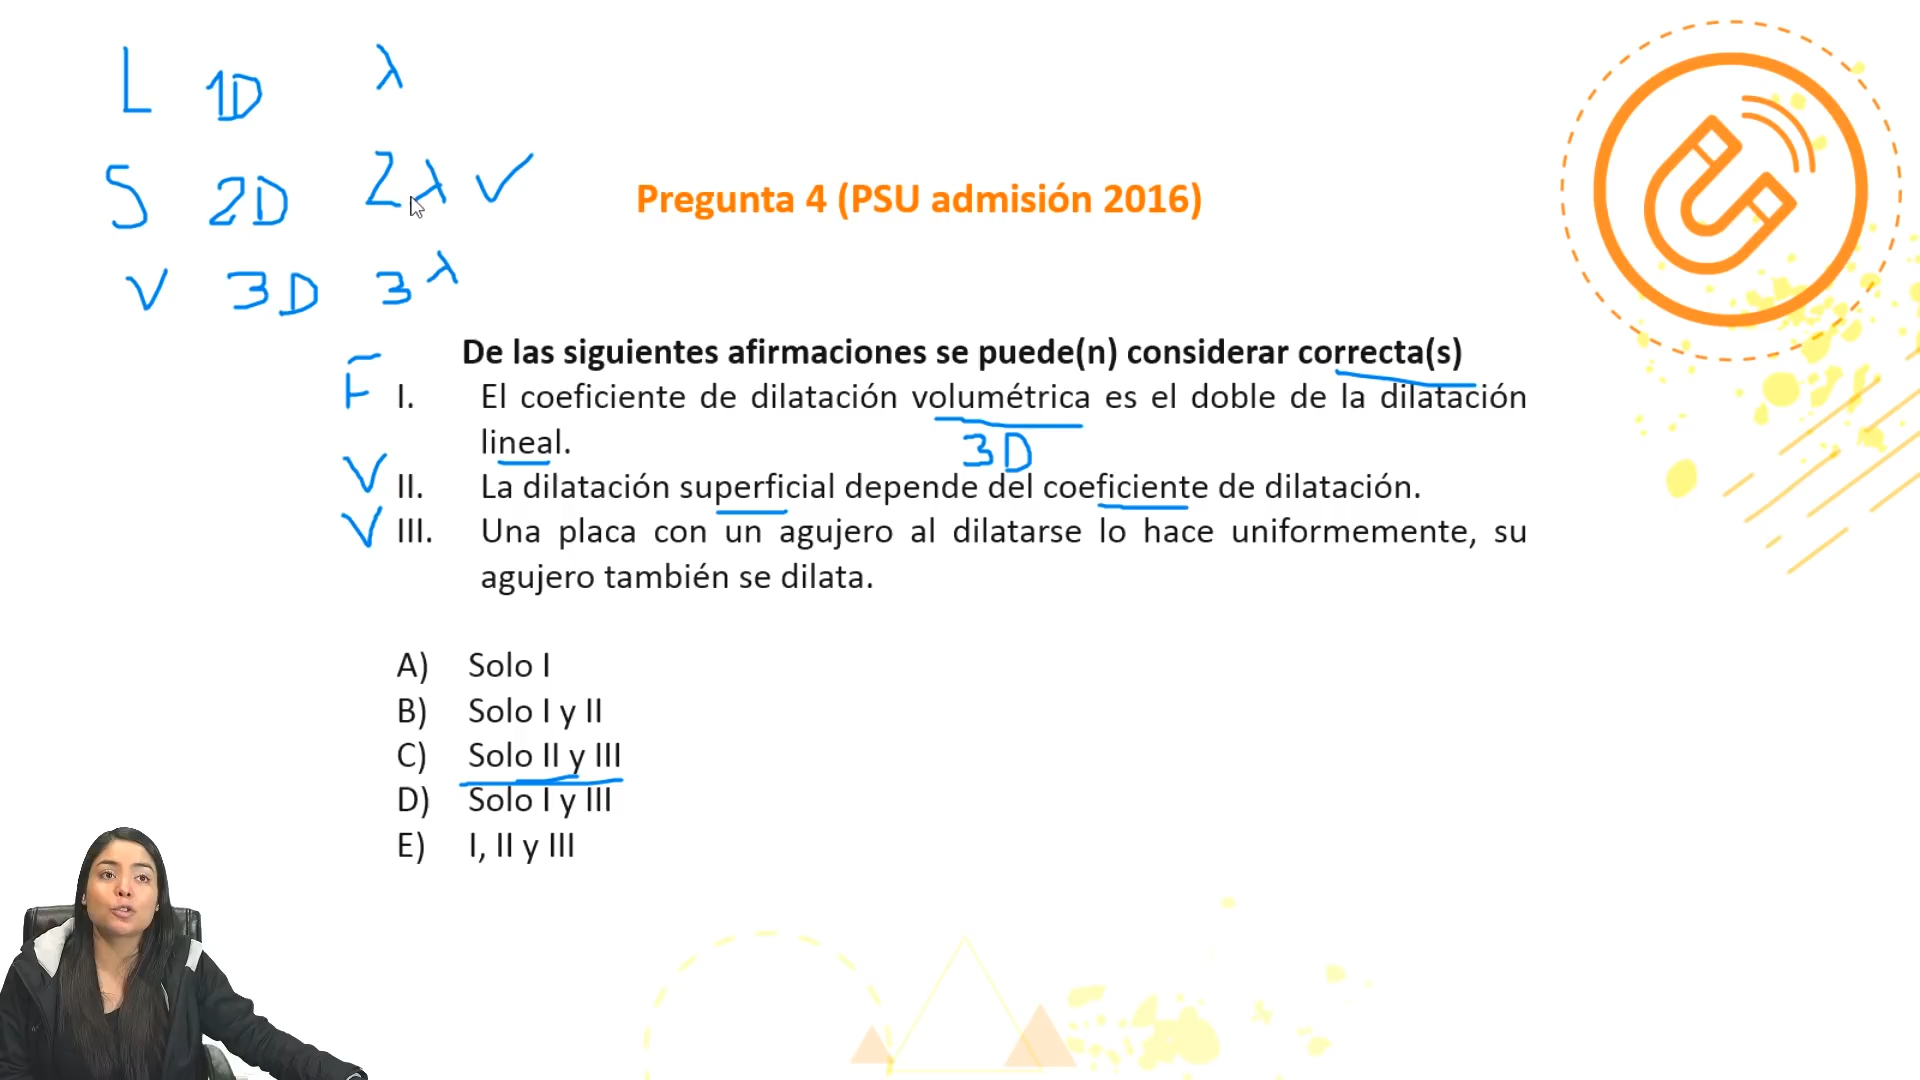 L 1D λ
S 2D 2λ ✓
V 3D 3λ
Pregunta 4 (PSU admisión 2016)
De las siguientes afirmaciones se puede(n) considerar correcta(s)
F I. El coeficiente de dilatación volumétrica es el doble de la dilatación
lineal.
3D
V II. La dilatación superficial depende del coeficiente de dilatación.
V III. Una placa con un agujero al dilatarse lo hace uniformemente, su
agujero también se dilata.
A) Solo I
B) Solo I y II
C) Solo II y III
D) Solo I y III
E) I, II y III